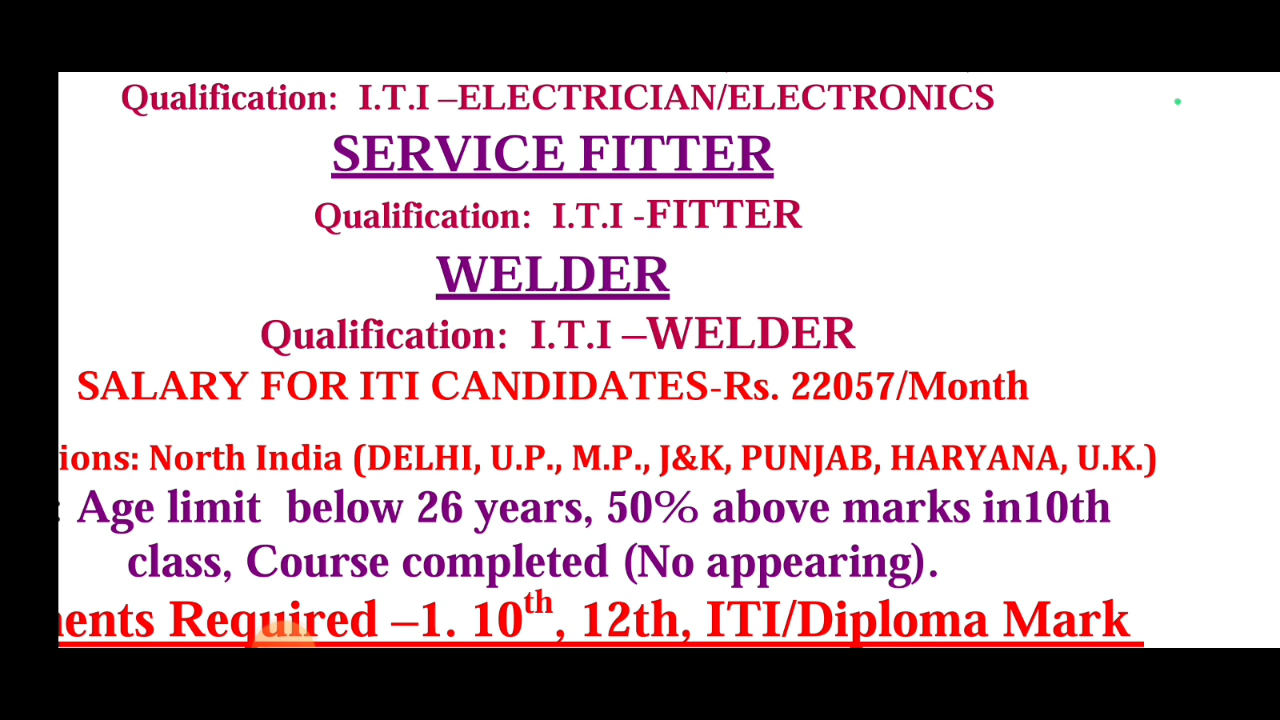 Qualification: I.T.I –ELECTRICIAN/ELECTRONICS
SERVICE FITTER
Qualification: I.T.I -FITTER
WELDER
Qualification: I.T.I –WELDER
SALARY FOR ITI CANDIDATES-Rs. 22057/Month
ions: North India (DELHI, U.P., M.P., J&K, PUNJAB, HARYANA, U.K.)
: Age limit below 26 years, 50% above marks in10th
class, Course completed (No appearing).
ents Required –1. 10th, 12th, ITI/Diploma Mark